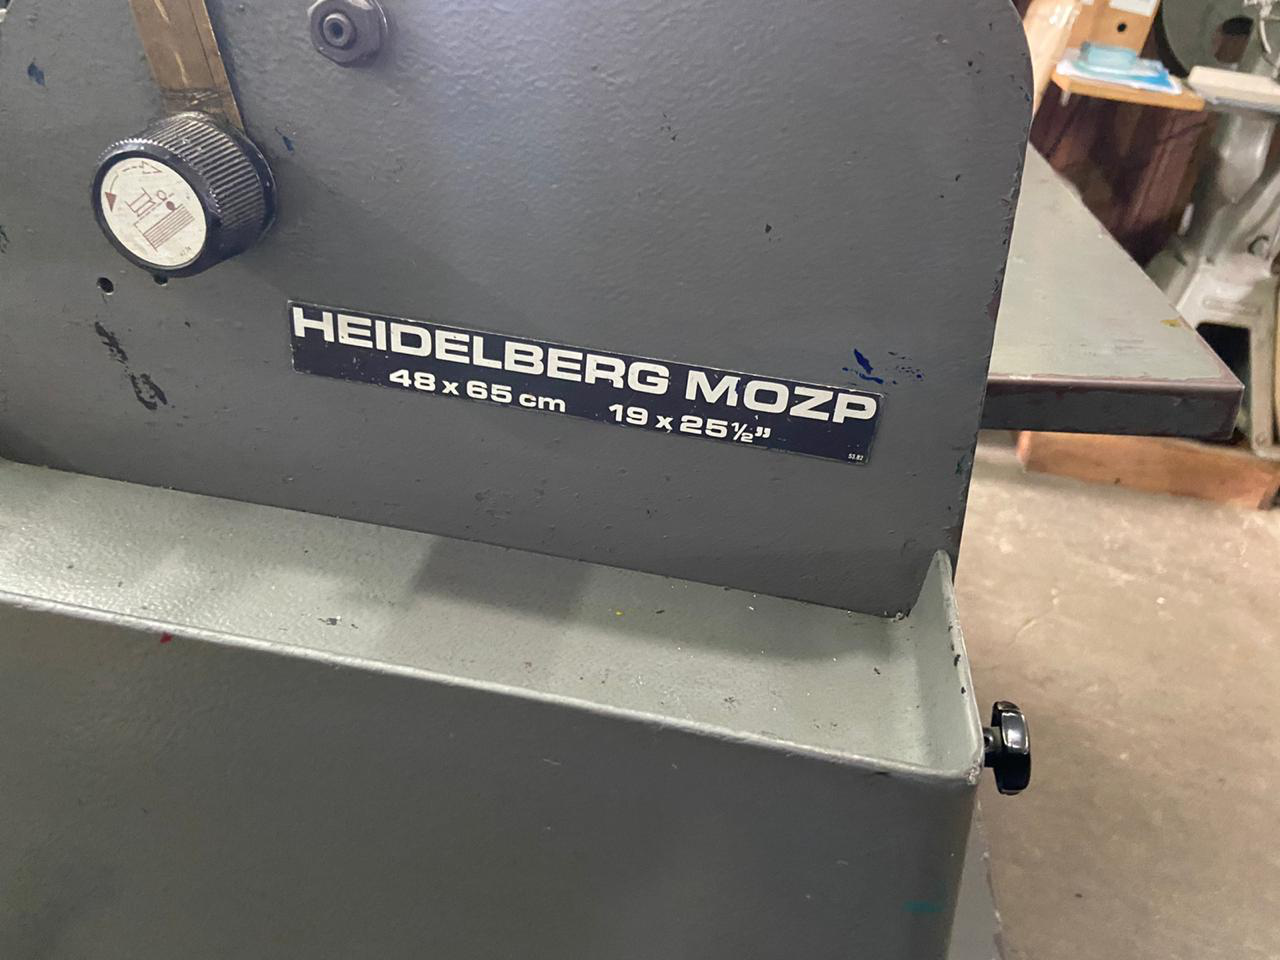 HEIDELBERG MOZP
48 x 65 cm 19 x 25½”